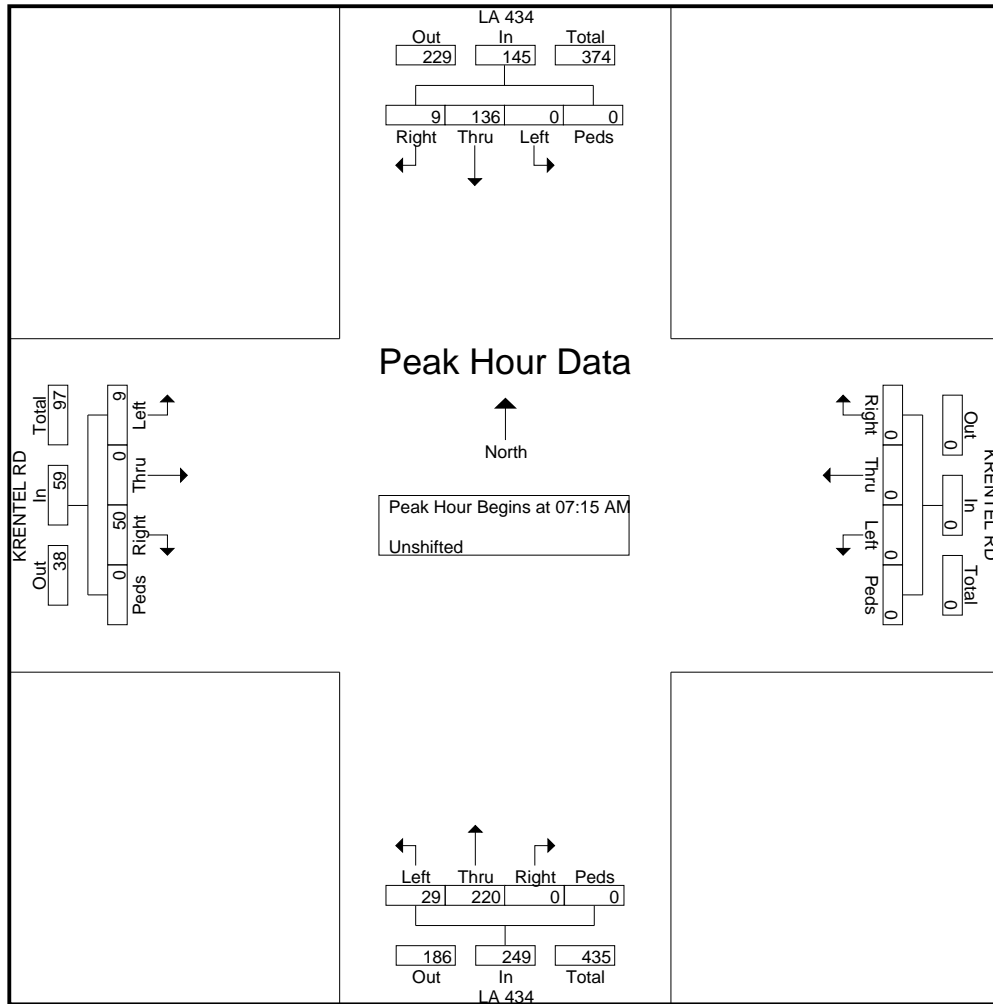 LA 434
Out In Total
229 145 374
9 136 0 0
Right Thru Left Peds
Peak Hour Data
North
Peak Hour Begins at 07:15 AM
Unshifted
KRENTEL RD
Total In Out
97 59 38
9 0 50 0
Left Thru Right Peds
KRENTEL RD
Out In Total
0 0 0
0 0 0 0
Right Thru Left Peds
Left Thru Right Peds
29 220 0 0
186 249 435
Out In Total
LA 434